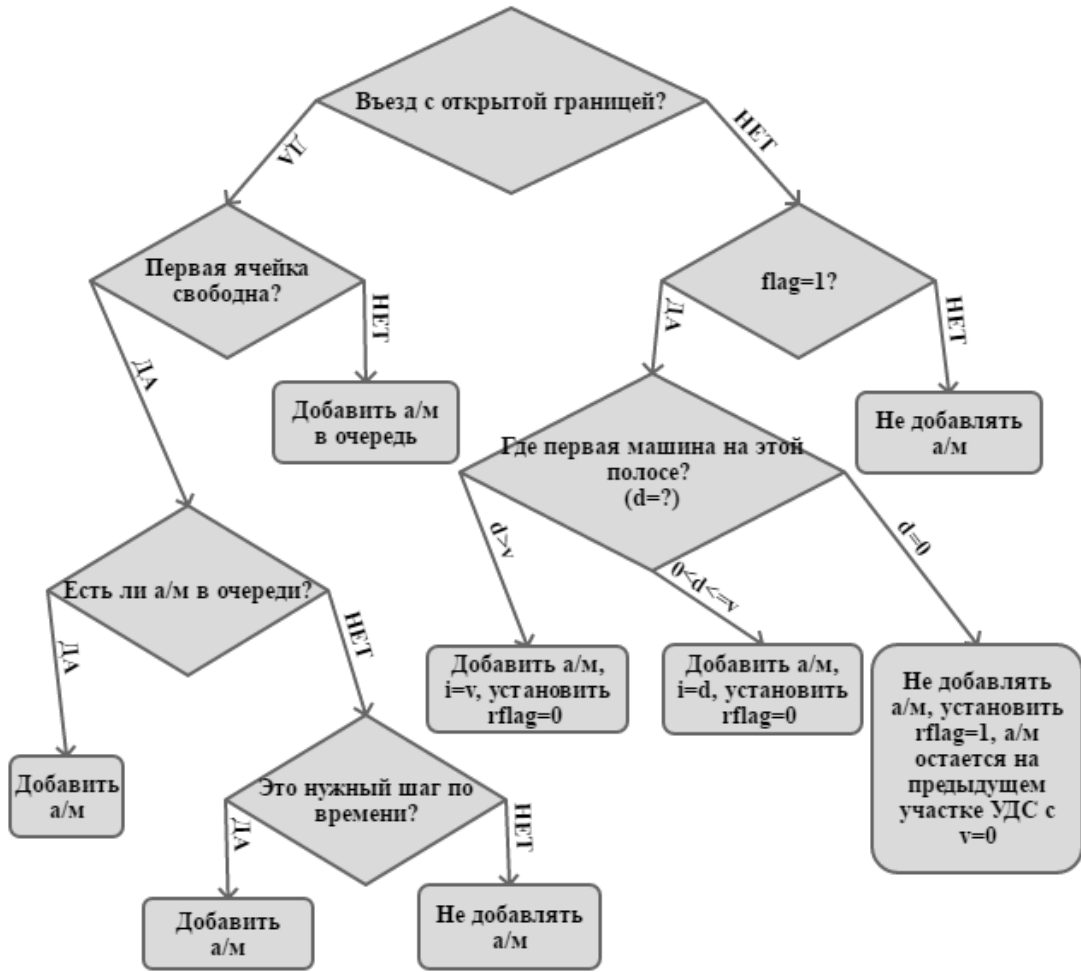 Въезд с открытой границей?
ДА
НЕТ
Первая ячейка
свободна?
flag=1?
ДА
НЕТ
ДА
НЕТ
Добавить а/м
в очередь
Не добавлять
а/м
Где первая машина на этой
полосе?
(d=?)
d>v
0<d<=v
d=0
Есть ли а/м в очереди?
ДА
НЕТ
Добавить а/м,
i=v, установить
rflag=0
Добавить а/м,
i=d, установить
rflag=0
Не добавлять
а/м, установить
rflag=1, а/м
остается на
предыдущем
участке УДС с
v=0
Добавить
а/м
Это нужный шаг по
времени?
ДА
НЕТ
Добавить
а/м
Не добавлять
а/м